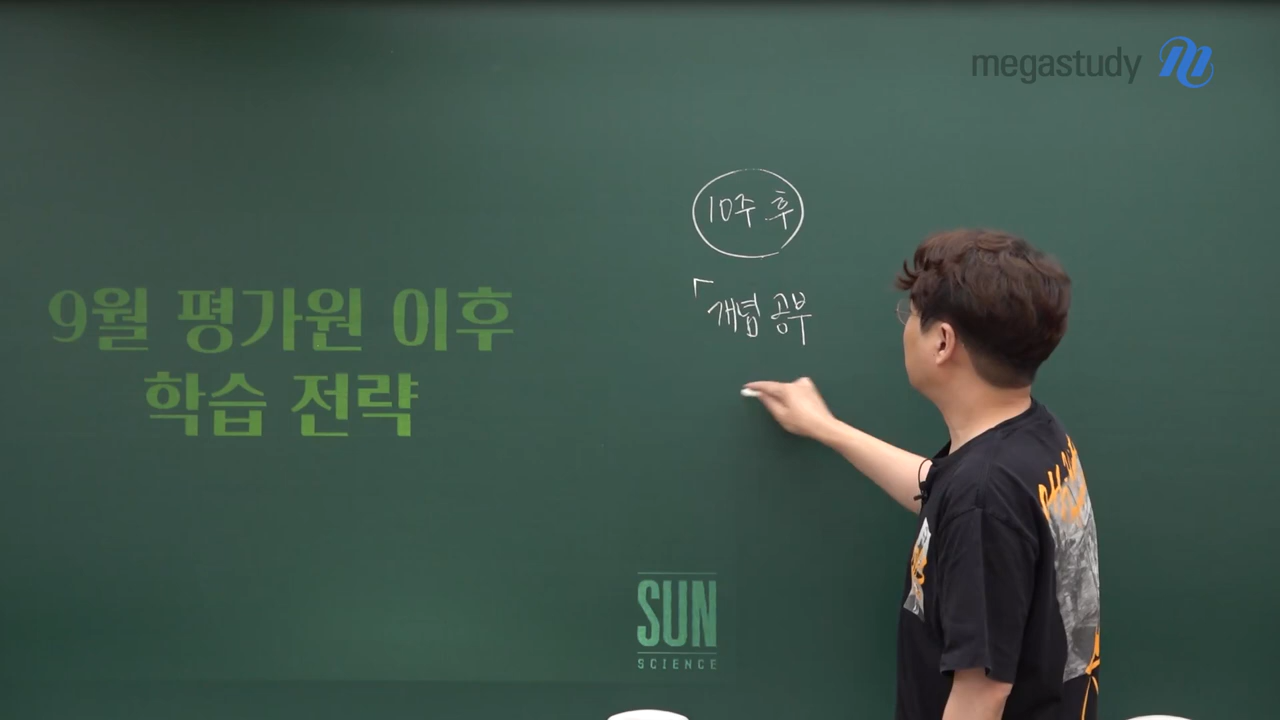 megastudy
10주 후
「개념 공부
9월 평가원 이후
학습 전략
SUN
SCIENCE